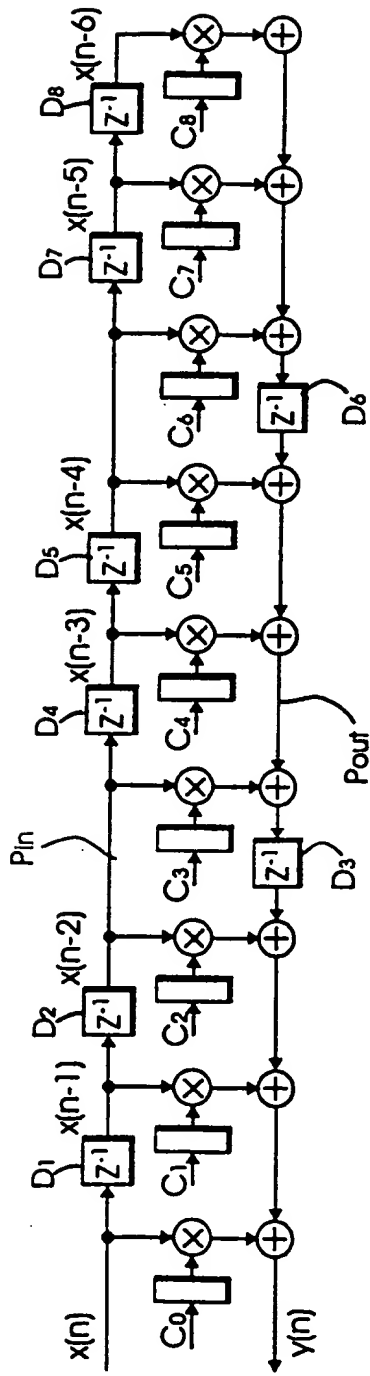 x(n)
D1
Z-1
x(n-1)
D2
Z-1
x(n-2)
Pin
D4
Z-1
x(n-3)
D5
Z-1
x(n-4)
D7
Z-1
x(n-5)
D8
Z-1
x(n-6)
C0
C1
C2
C3
C4
C5
C6
C7
C8
y(n)
Z-1
D3
Pout
Z-1
D6